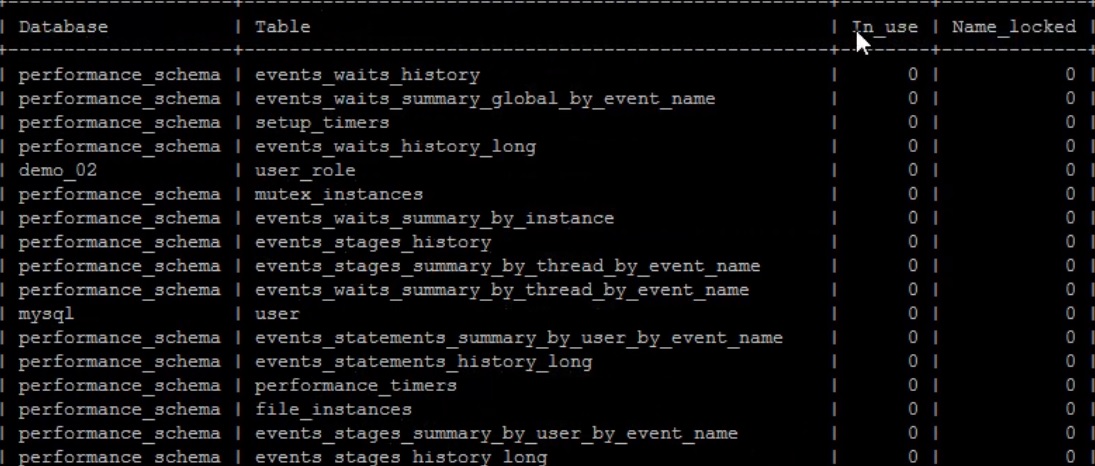 | Database | Table | In_use | Name_locked |
| performance_schema | events_waits_history | 0 | 0 |
| performance_schema | events_waits_summary_global_by_event_name | 0 | 0 |
| performance_schema | setup_timers | 0 | 0 |
| performance_schema | events_waits_history_long | 0 | 0 |
| demo_02 | user_role | 0 | 0 |
| performance_schema | mutex_instances | 0 | 0 |
| performance_schema | events_waits_summary_by_instance | 0 | 0 |
| performance_schema | events_stages_history | 0 | 0 |
| performance_schema | events_stages_summary_by_thread_by_event_name | 0 | 0 |
| performance_schema | events_waits_summary_by_thread_by_event_name | 0 | 0 |
| mysql | user | 0 | 0 |
| performance_schema | events_statements_summary_by_user_by_event_name | 0 | 0 |
| performance_schema | events_statements_history_long | 0 | 0 |
| performance_schema | performance_timers | 0 | 0 |
| performance_schema | file_instances | 0 | 0 |
| performance_schema | events_stages_summary_by_user_by_event_name | 0 | 0 |
| performance_schema | events_stages_history_long | 0 | 0 |